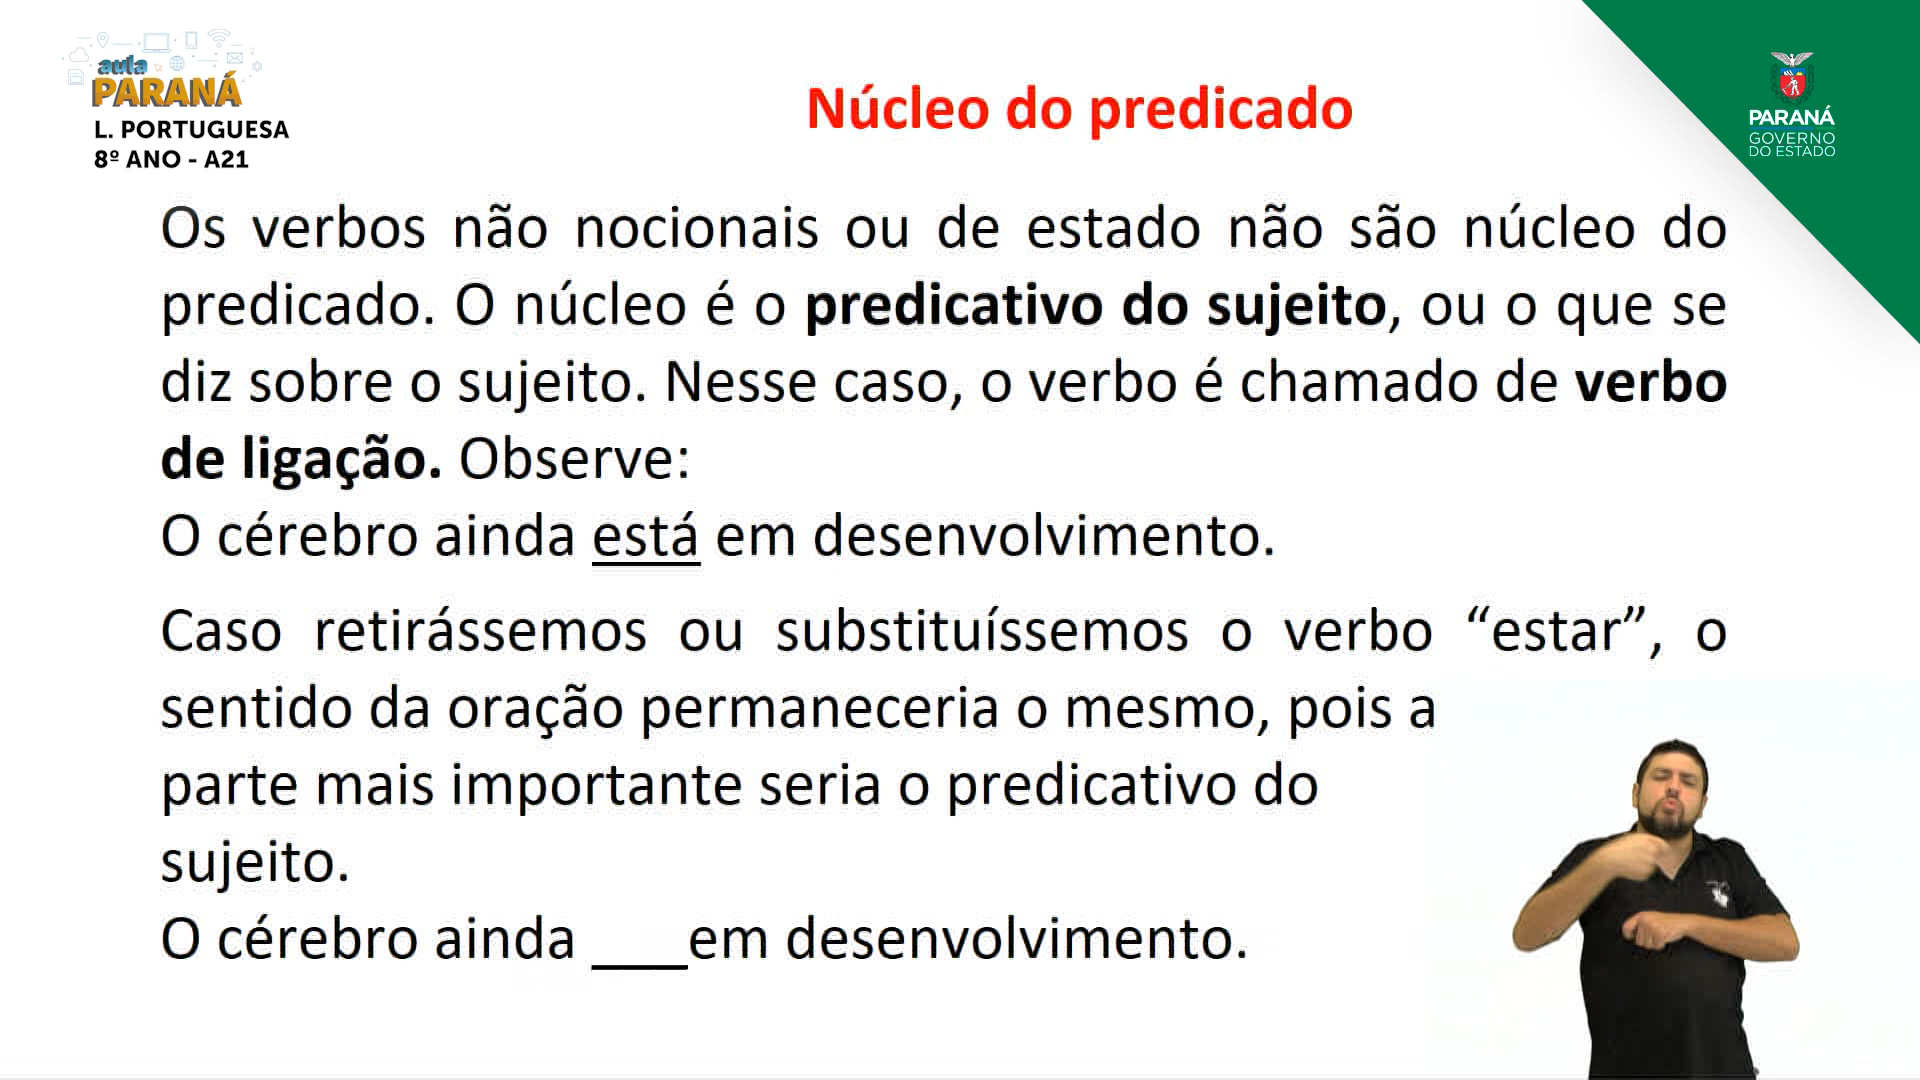 aula
PARANÁ
L. PORTUGUESA
8º ANO - A21
Núcleo do predicado
PARANÁ
GOVERNO
DO ESTADO
Os verbos não nocionais ou de estado não são núcleo do
predicado. O núcleo é o predicativo do sujeito, ou o que se
diz sobre o sujeito. Nesse caso, o verbo é chamado de verbo
de ligação. Observe:
O cérebro ainda está em desenvolvimento.
Caso retirássemos ou substituíssemos o verbo “estar”, o
sentido da oração permaneceria o mesmo, pois a
parte mais importante seria o predicativo do
sujeito.
O cérebro ainda ___em desenvolvimento.